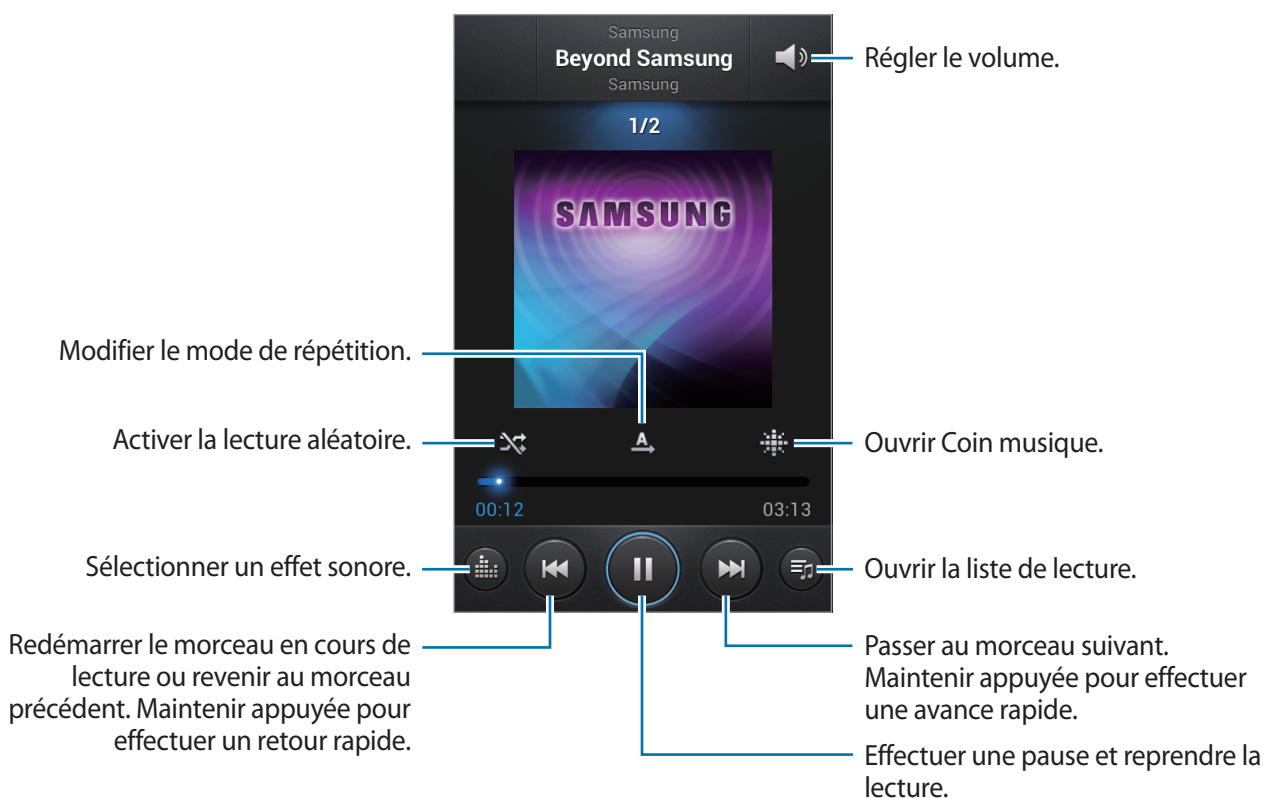 Samsung
Beyond Samsung
Samsung
Régler le volume.
1/2
SAMSUNG
Modifier le mode de répétition.
Activer la lecture aléatoire.
A
Ouvrir Coin musique.
00:12
03:13
Sélectionner un effet sonore.
Ouvrir la liste de lecture.
Redémarrer le morceau en cours de
lecture ou revenir au morceau
précédent. Maintenir appuyée pour
effectuer un retour rapide.
Passer au morceau suivant.
Maintenir appuyée pour effectuer
une avance rapide.
Effectuer une pause et reprendre la
lecture.